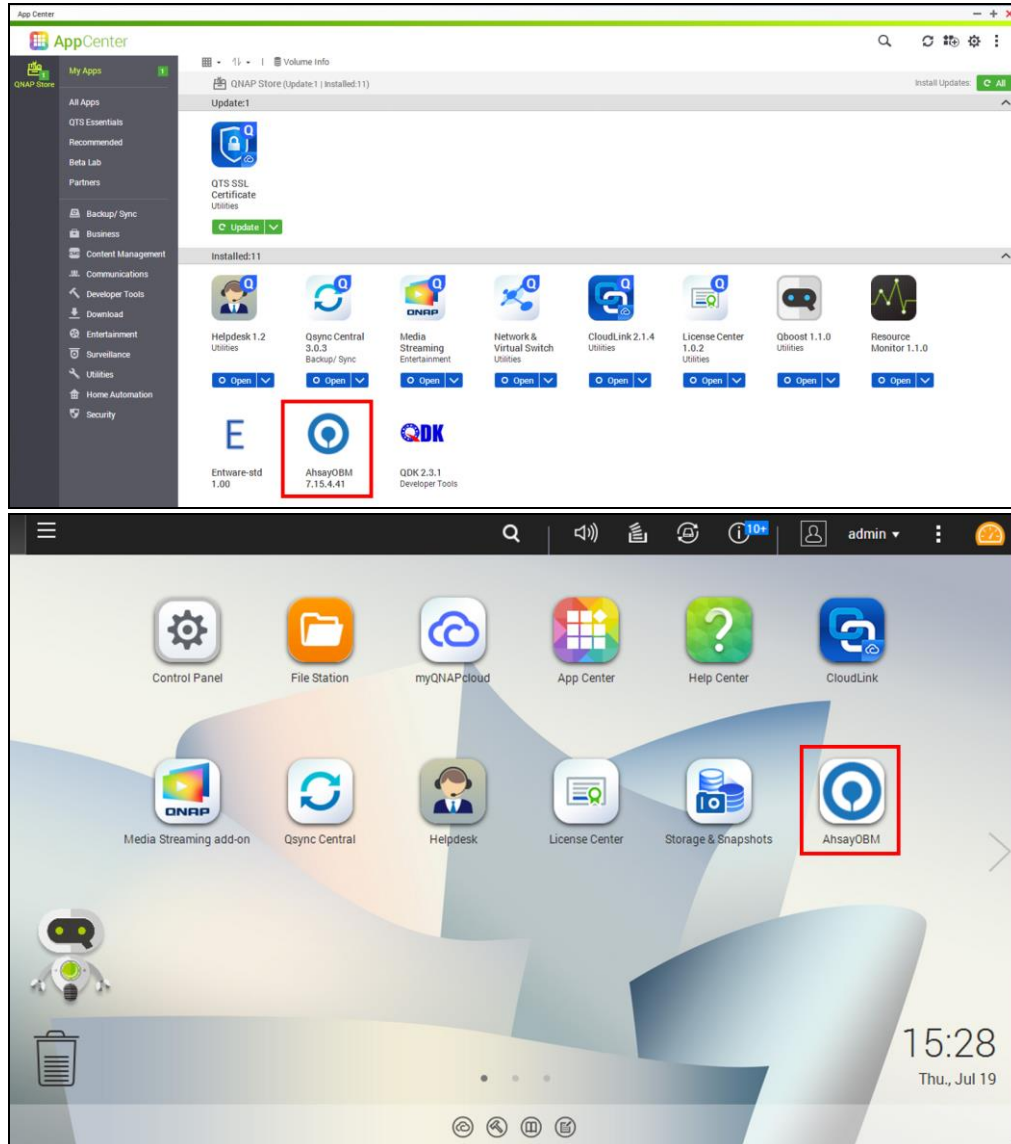 App Center
AppCenter
QNAP Store
1
My Apps 1
All Apps
QTS Essentials
Recommended
Beta Lab
Partners
Backup/ Sync
Business
Content Management
Communications
Developer Tools
Download
Entertainment
Surveillance
Utilities
Home Automation
Security
Volume Info
QNAP Store (Update:1 | Installed:11)
Install Updates: All
Update:1
QTS SSL
Certificate
Utilities
Update
Installed:11
Helpdesk 1.2
Utilities
Open
Qsync Central
3.0.3
Backup/ Sync
Open
QNAP
Media
Streaming
Entertainment
Open
Network &
Virtual Switch
Utilities
Open
CloudLink 2.1.4
Utilities
Open
License Center
1.0.2
Utilities
Open
Qboost 1.1.0
Utilities
Open
Resource
Monitor 1.1.0
Open
E
Entware-std
1.00
AhsayOBM
7.15.4.41
QDK
QDK 2.3.1
Developer Tools
10+
admin
Control Panel
File Station
myQNAPcloud
App Center
Help Center
CloudLink
QNAP
Media Streaming add-on
Qsync Central
Helpdesk
License Center
Storage & Snapshots
AhsayOBM
15:28
Thu., Jul 19